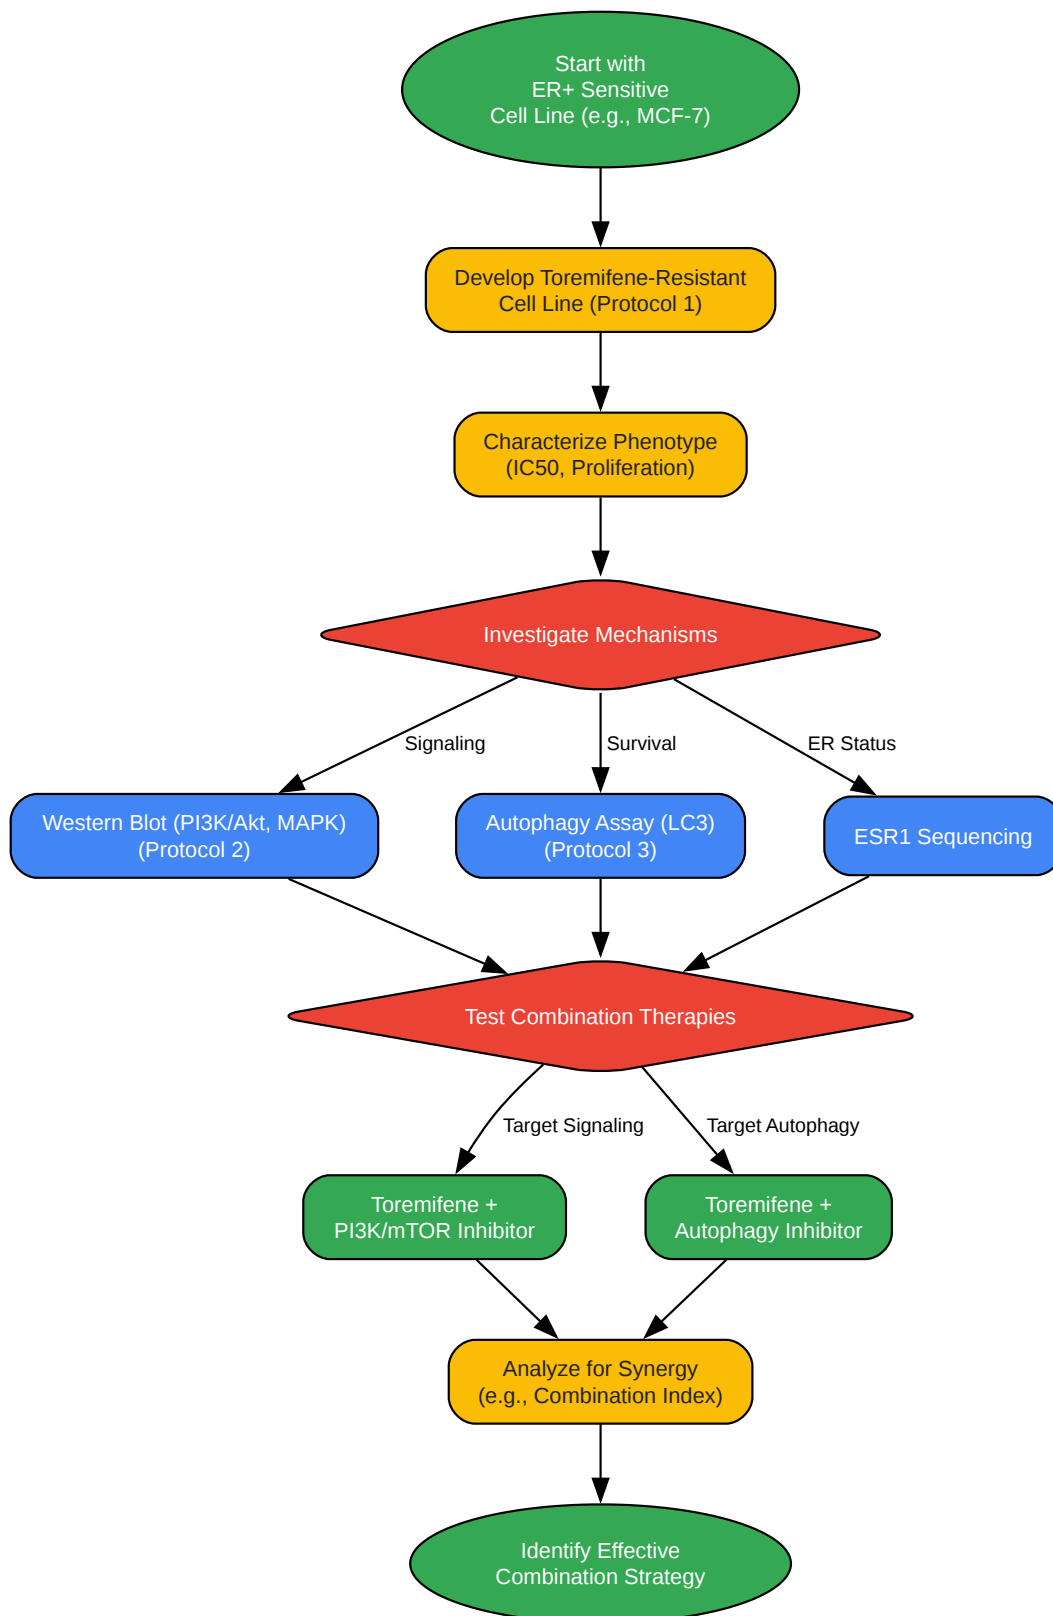 Start with
ER+ Sensitive
Cell Line (e.g., MCF-7)
Develop Toremifene-Resistant
Cell Line (Protocol 1)
Characterize Phenotype
(IC50, Proliferation)
Investigate Mechanisms
Signaling
Survival
ER Status
Western Blot (PI3K/Akt, MAPK)
(Protocol 2)
Autophagy Assay (LC3)
(Protocol 3)
ESR1 Sequencing
Test Combination Therapies
Target Signaling
Target Autophagy
Toremifene +
PI3K/mTOR Inhibitor
Toremifene +
Autophagy Inhibitor
Analyze for Synergy
(e.g., Combination Index)
Identify Effective
Combination Strategy